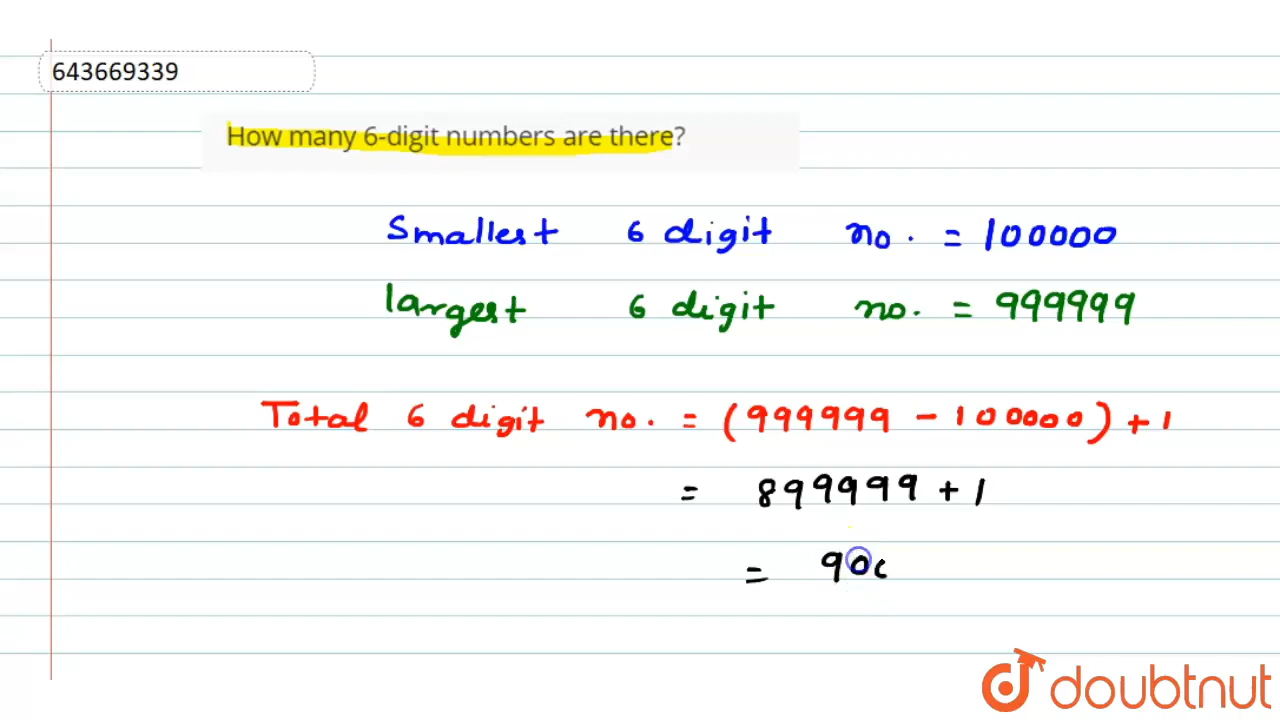 643669339
How many 6-digit numbers are there?
Smallest 6 digit no. = 100000
largest 6 digit no. = 999999
Total 6 digit no. = (999999 - 100000) + 1
= 899999 + 1
= 90
doubtnut